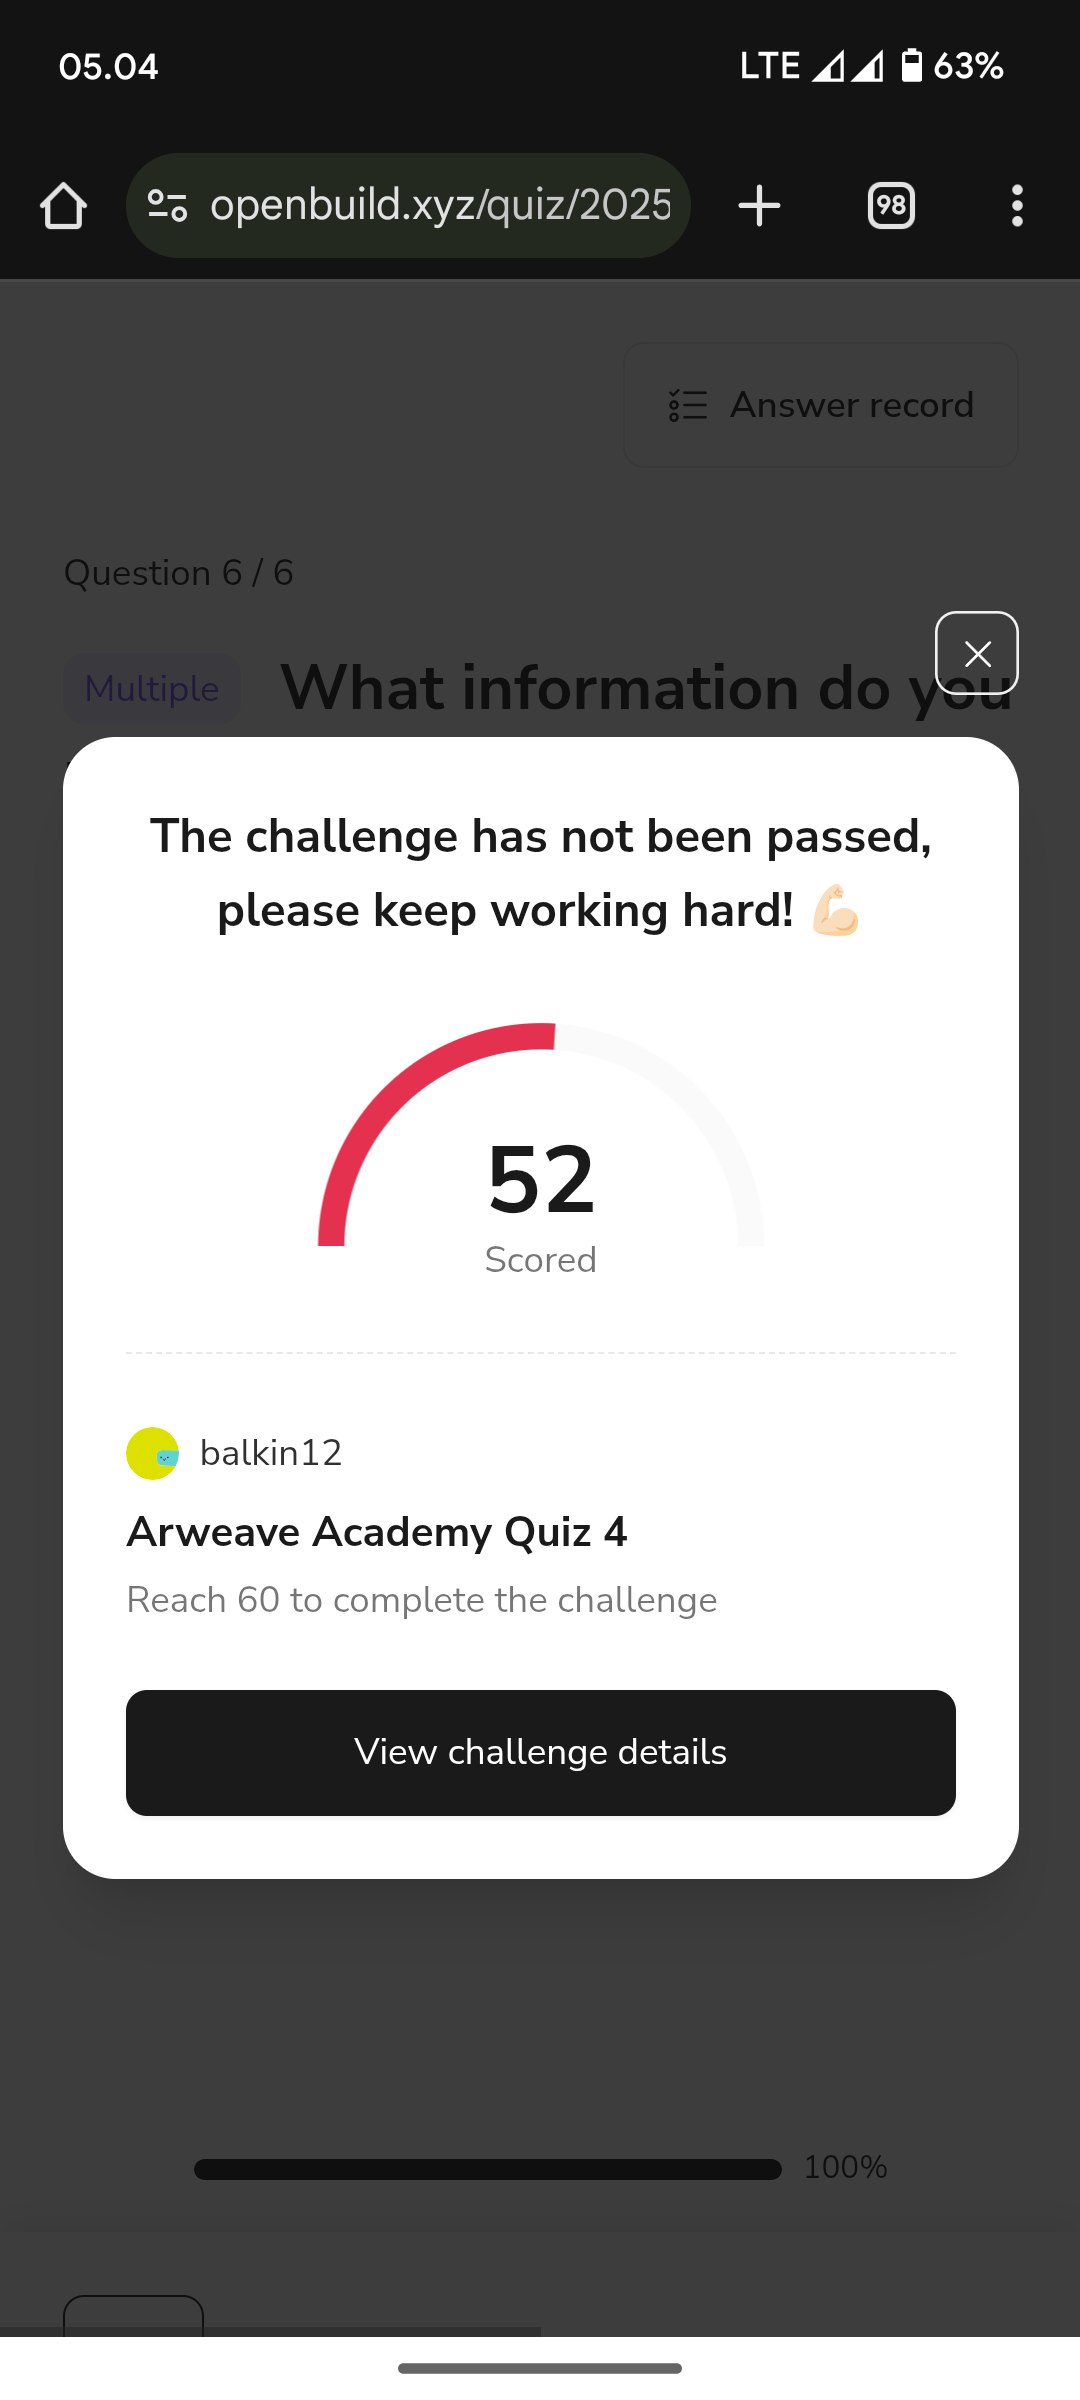 05.04
LTE 63%
openbuild.xyz/quiz/2025
98
Answer record
Question 6 / 6
Multiple What information do you
The challenge has not been passed,
please keep working hard! 💪🏻
52
Scored
balkin12
Arweave Academy Quiz 4
Reach 60 to complete the challenge
View challenge details
100%